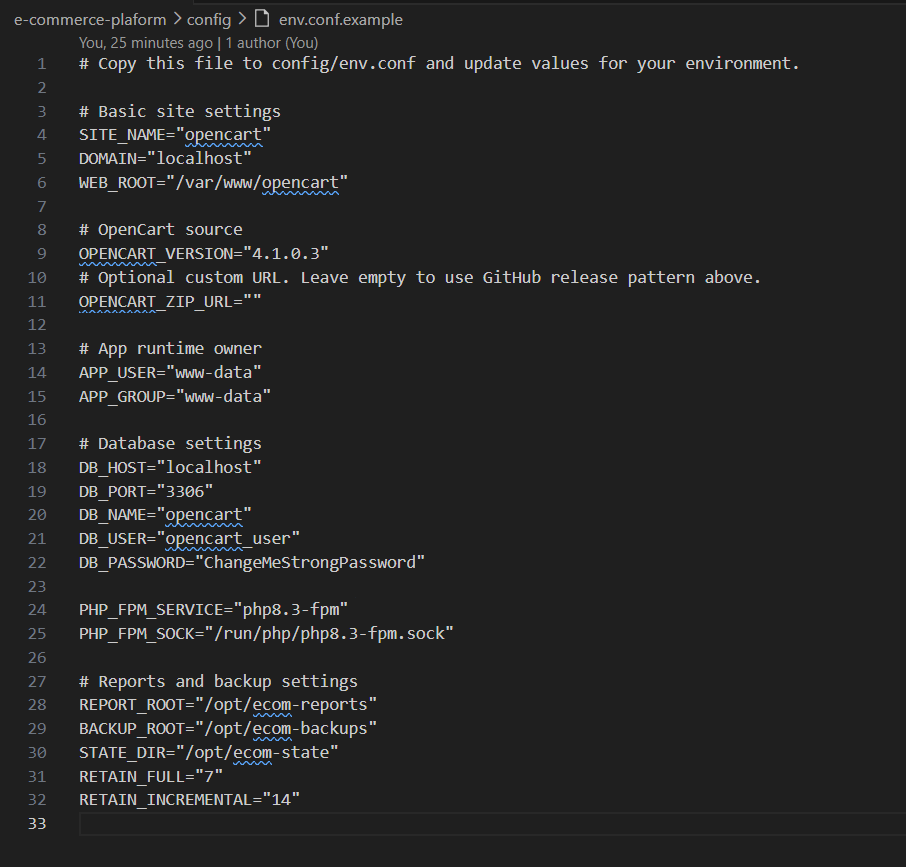 e-commerce-plaform > config > env.conf.example
You, 25 minutes ago | 1 author (You)
1 # Copy this file to config/env.conf and update values for your environment.
2
3 # Basic site settings
4 SITE_NAME="opencart"
5 DOMAIN="localhost"
6 WEB_ROOT="/var/www/opencart"
7
8 # OpenCart source
9 OPENCART_VERSION="4.1.0.3"
10 # Optional custom URL. Leave empty to use GitHub release pattern above.
11 OPENCART_ZIP_URL=""
12
13 # App runtime owner
14 APP_USER="www-data"
15 APP_GROUP="www-data"
16
17 # Database settings
18 DB_HOST="localhost"
19 DB_PORT="3306"
20 DB_NAME="opencart"
21 DB_USER="opencart_user"
22 DB_PASSWORD="ChangeMeStrongPassword"
23
24 PHP_FPM_SERVICE="php8.3-fpm"
25 PHP_FPM_SOCK="/run/php/php8.3-fpm.sock"
26
27 # Reports and backup settings
28 REPORT_ROOT="/opt/ecom-reports"
29 BACKUP_ROOT="/opt/ecom-backups"
30 STATE_DIR="/opt/ecom-state"
31 RETAIN_FULL="7"
32 RETAIN_INCREMENTAL="14"
33